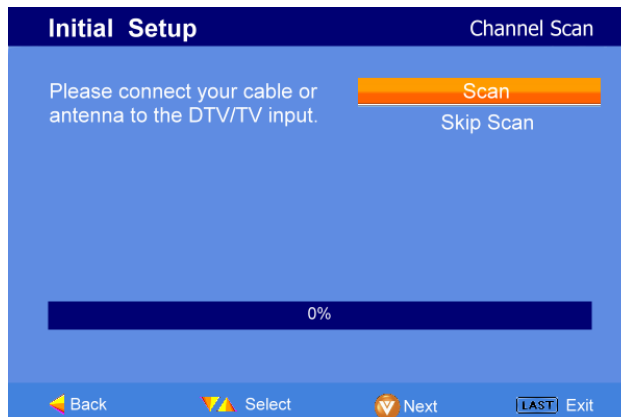 Initial Setup
Channel Scan
Please connect your cable or
antenna to the DTV/TV input.
Scan
Skip Scan
0%
Back
Select
V Next
LAST Exit